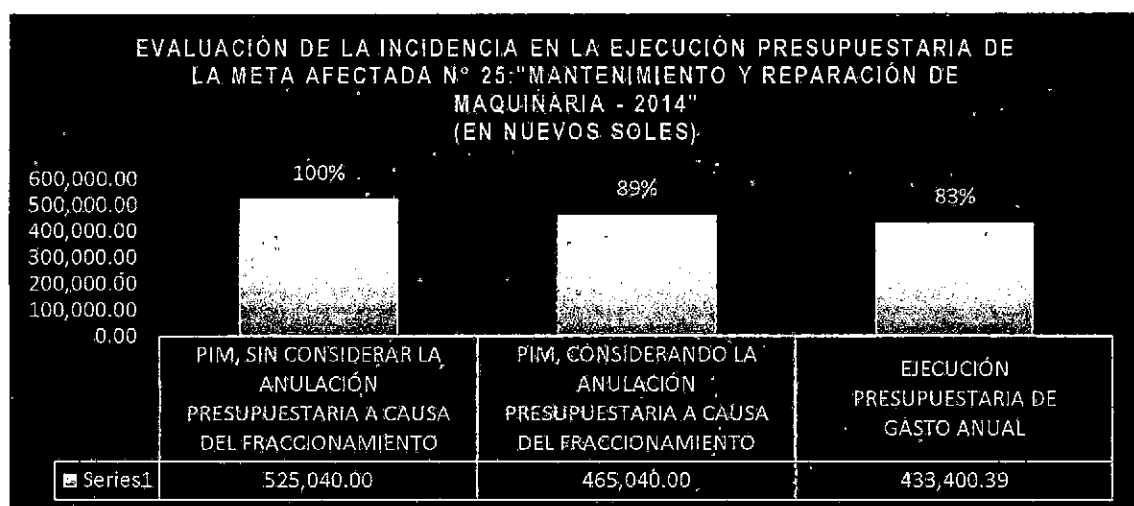 EVALUACIÓN DE LA INCIDENCIA EN LA EJECUCIÓN PRESUPUESTARIA DE
LA META AFECTADA N° 25:"MANTENIMIENTO Y REPARACIÓN DE
MAQUINARIA - 2014"
(EN NUEVOS SOLES)
100%
89%
83%
600,000.00
500,000.00
400,000.00
300,000.00
200,000.00
100,000.00
0.00
PIM, SIN CONSIDERAR LA
ANULACIÓN
PRESUPUESTARIA A CAUSA
DEL FRACCIONAMIENTO
PIM, CONSIDERANDO LA
ANULACIÓN
PRESUPUESTARIA A CAUSA
DEL FRACCIONAMIENTO
EJECUCIÓN
PRESUPUESTARIA DE
GASTO ANUAL
Series1 525,040.00 465,040.00 433,400.39